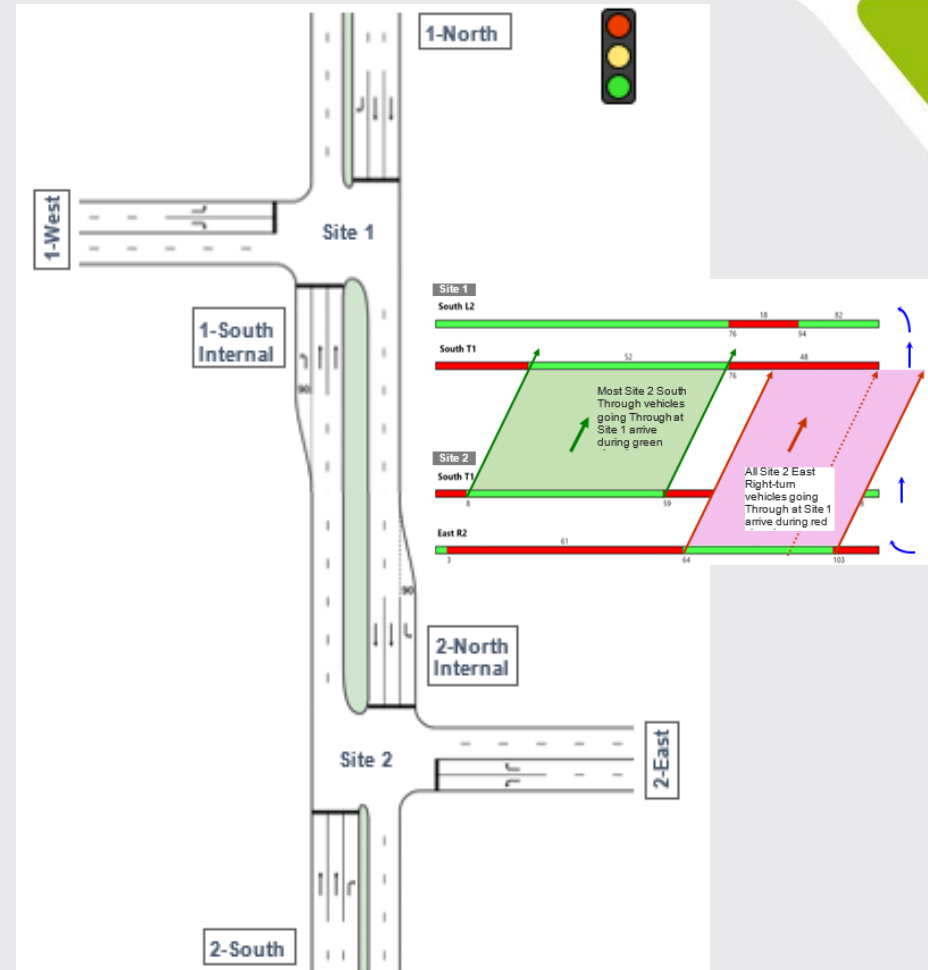 1-North
1-West
Site 1
1-South
Internal
90
Site 1
South L2
18
82
76
94
South T1
52
48
76
Most Site 2 South
Through vehicles
going Through at
Site 1 arrive
during green
Site 2
South T1
8
59
All Site 2 East
Right-turn
vehicles going
Through at Site 1
arrive during red
East R2
61
3
64
103
90
2-North
Internal
Site 2
2-East
2-South